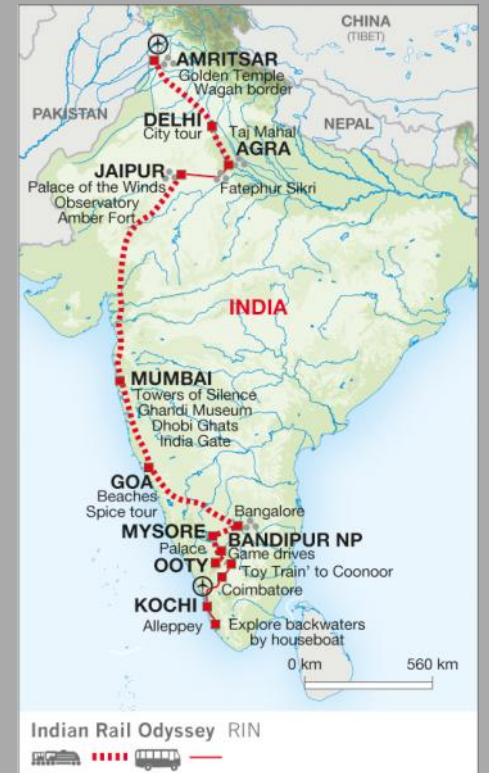 CHINA
(TIBET)
AMRITSAR
Golden Temple
Wagah border
PAKISTAN
DELHI
City tour
NEPAL
Taj Mahal
AGRA
JAIPUR
Palace of the Winds
Observatory
Amber Fort
Fatephur Sikri
INDIA
MUMBAI
Towers of Silence
Ghandi Museum
Dhobi Ghats
India Gate
GOA
Beaches
Spice tour
Bangalore
MYSORE
Palace
BANDIPUR NP
Game drives
OOTY
'Toy Train' to Coonoor
Coimbatore
KOCHI
Alleppey
Explore backwaters
by houseboat
0 km 560 km
Indian Rail Odyssey RIN